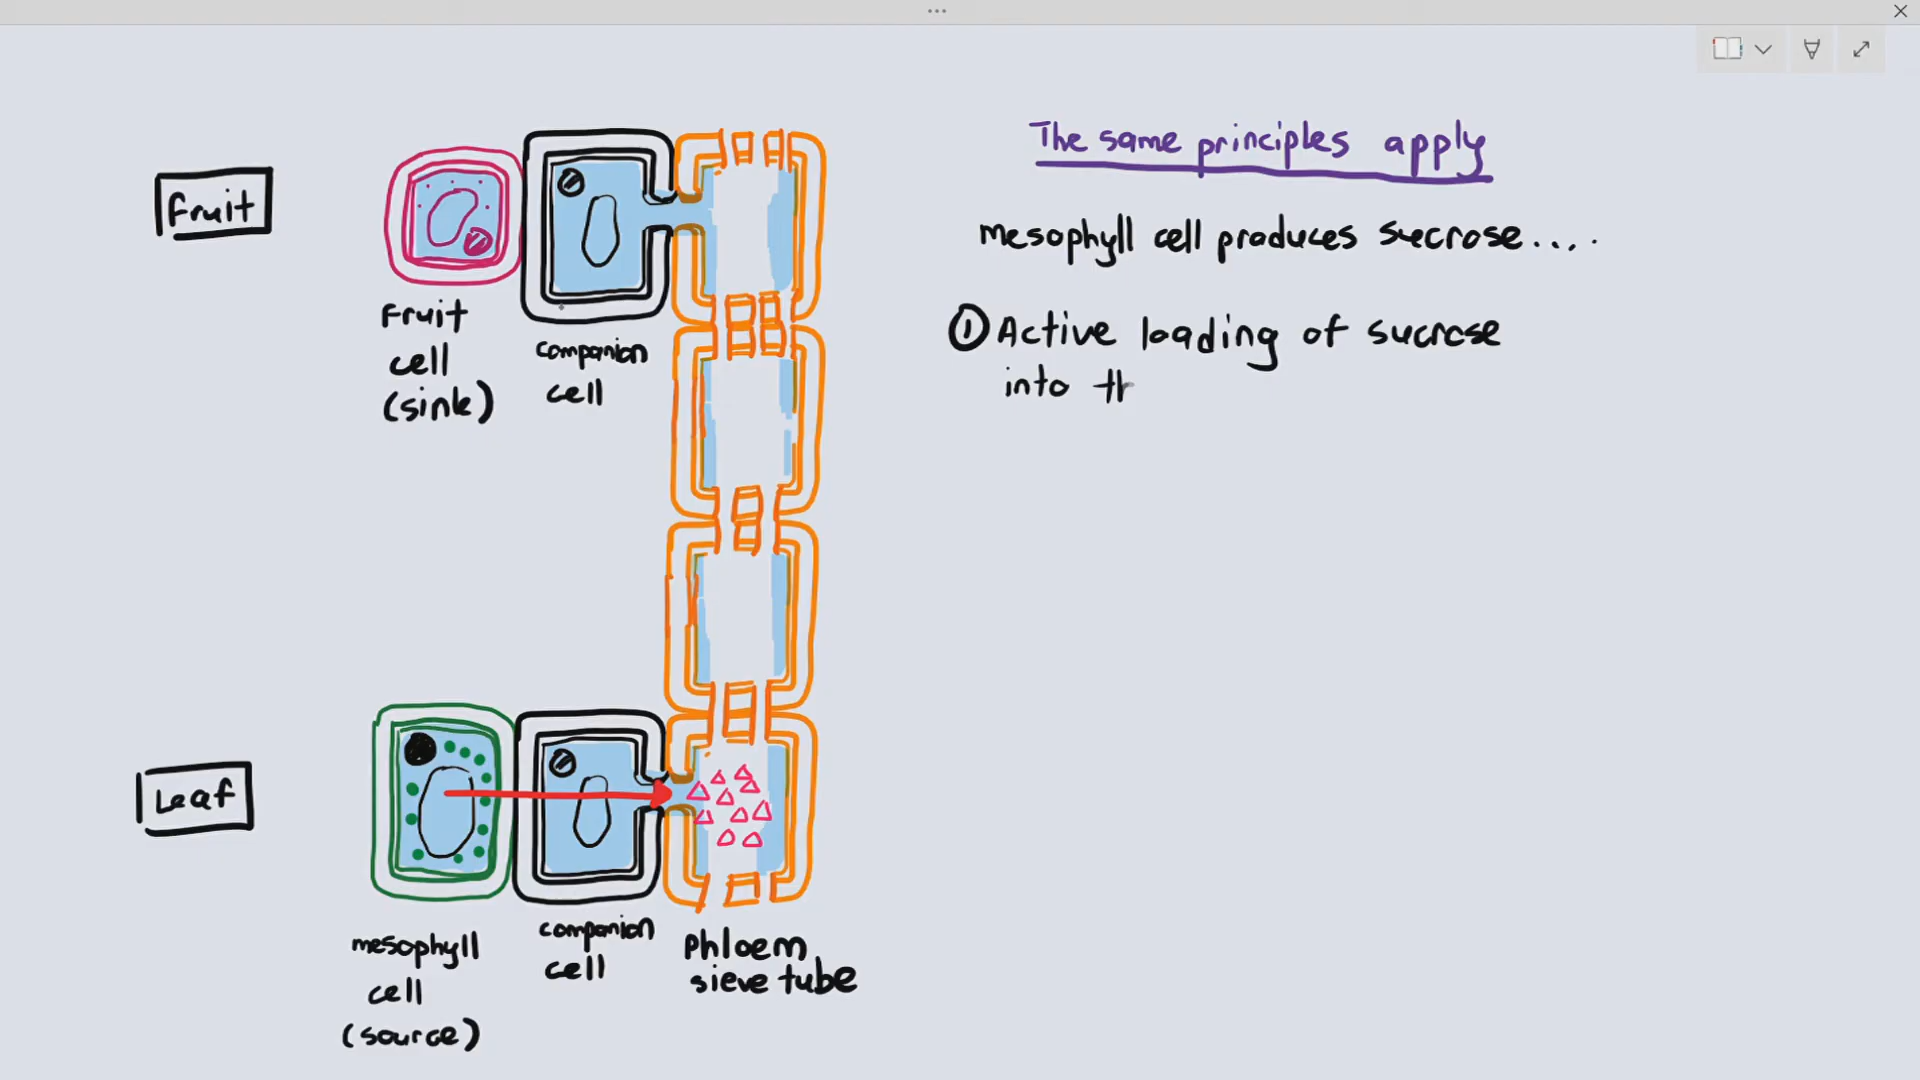 The same principles apply
mesophyll cell produces sucrose....
① Active loading of sucrose
into th
Fruit
Fruit
cell
(sink)
companion
cell
Leaf
mesophyll
cell
(source)
companion
cell
Phloem
sieve tube